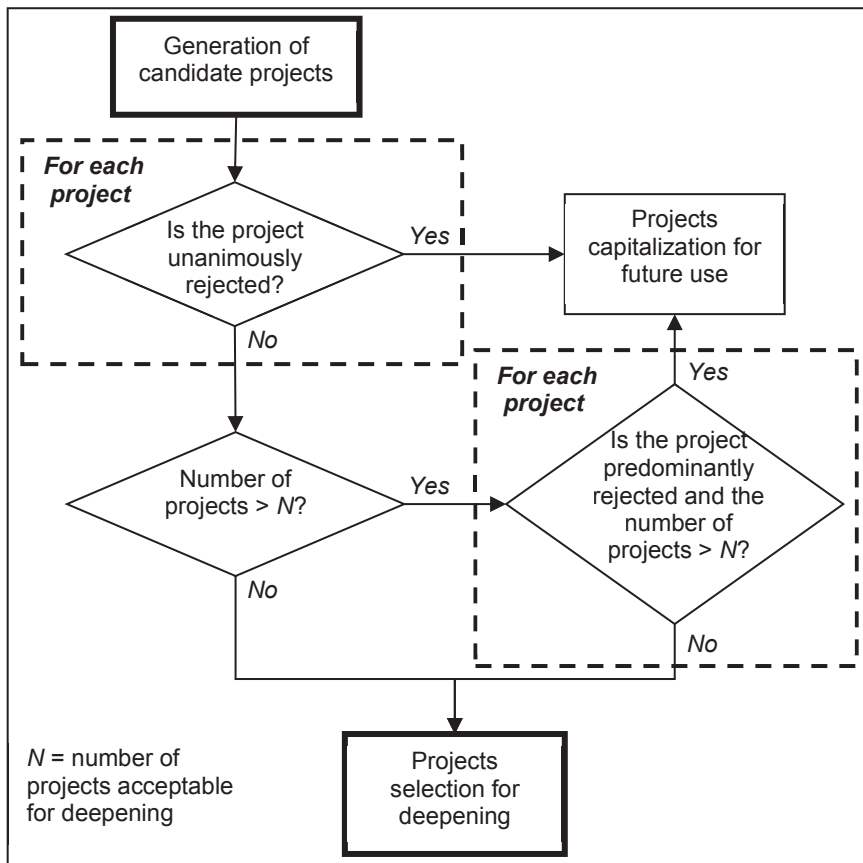 Generation of
candidate projects
For each
project
Is the project
unanimously
rejected?
Yes
Projects
capitalization for
future use
No
For each
project
Yes
Number of
projects > N?
Yes
Is the project
predominantly
rejected and the
number of
projects > N?
No
No
N = number of
projects acceptable
for deepening
Projects
selection for
deepening